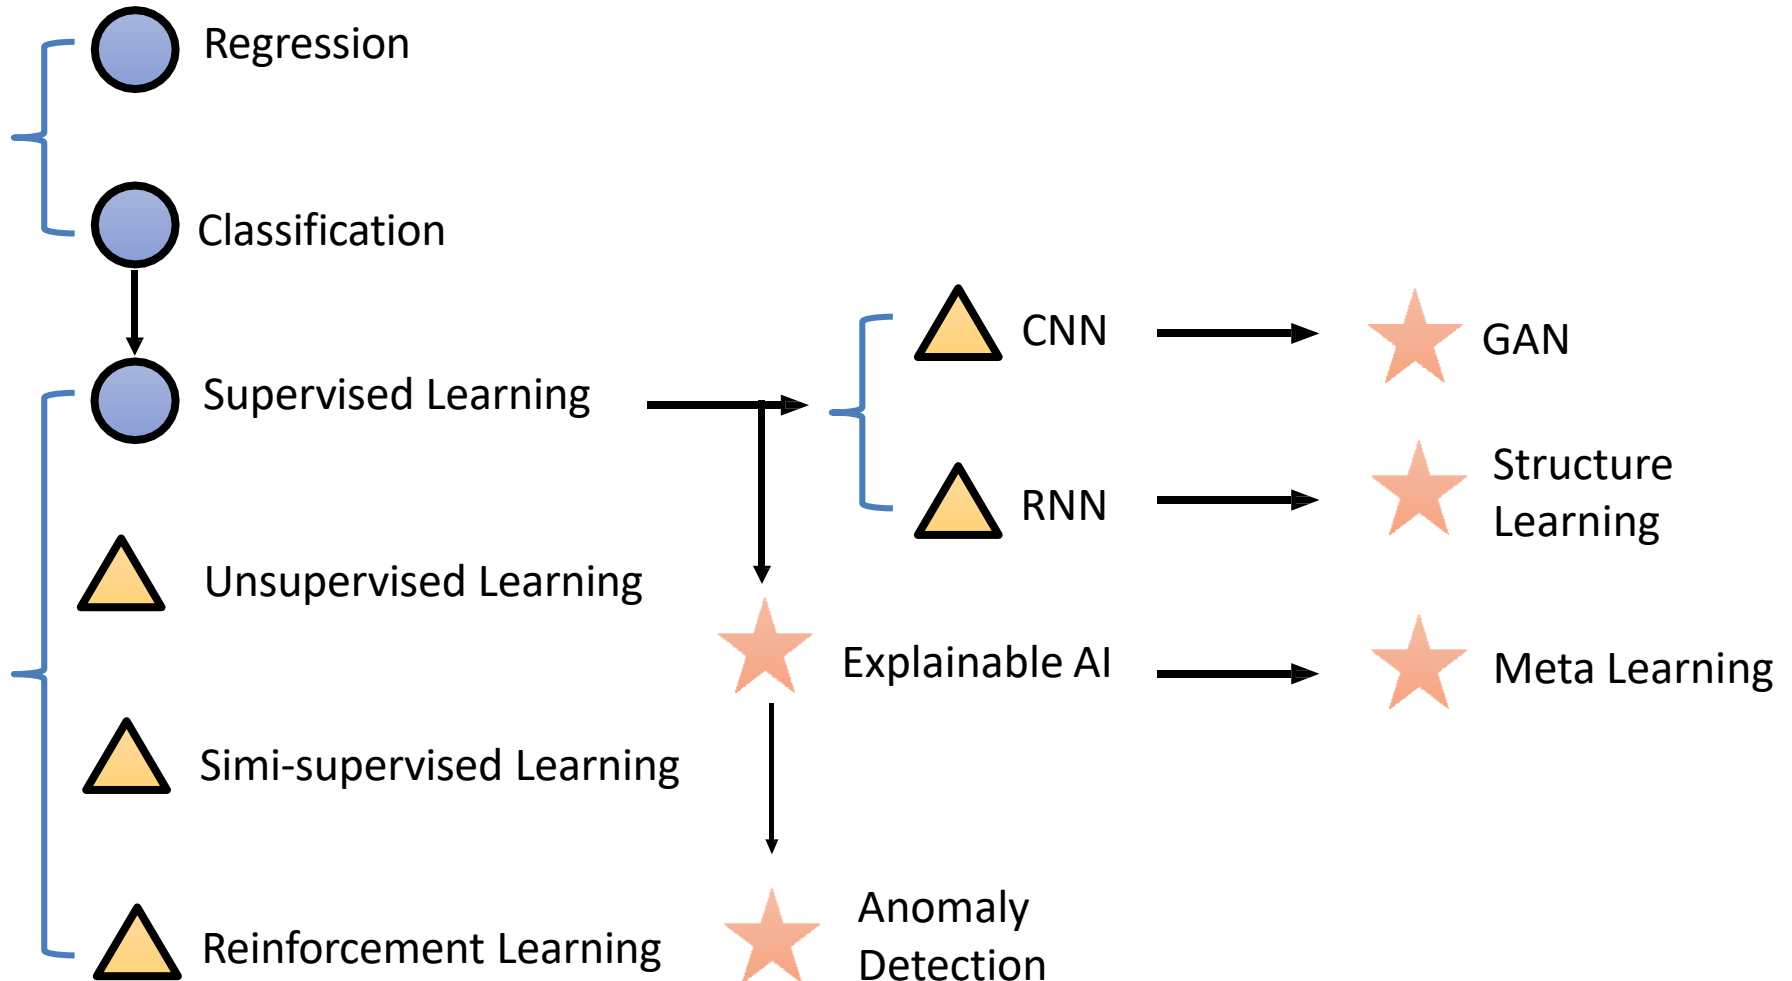 Regression
Classification
Supervised Learning
Unsupervised Learning
Simi-supervised Learning
Reinforcement Learning
CNN
RNN
Explainable AI
Anomaly
Detection
GAN
Structure
Learning
Meta Learning